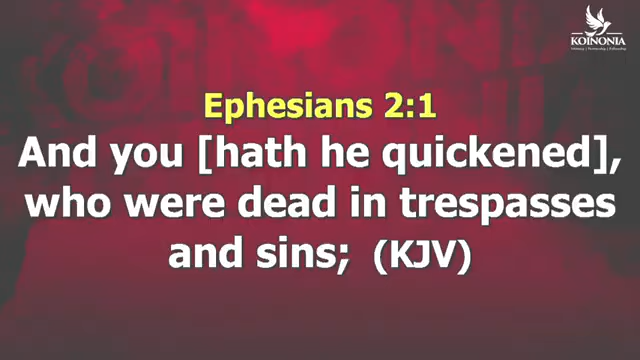 KOINONIA
Ephesians 2:1
And you [hath he quickened],
who were dead in trespasses
and sins; (KJV)